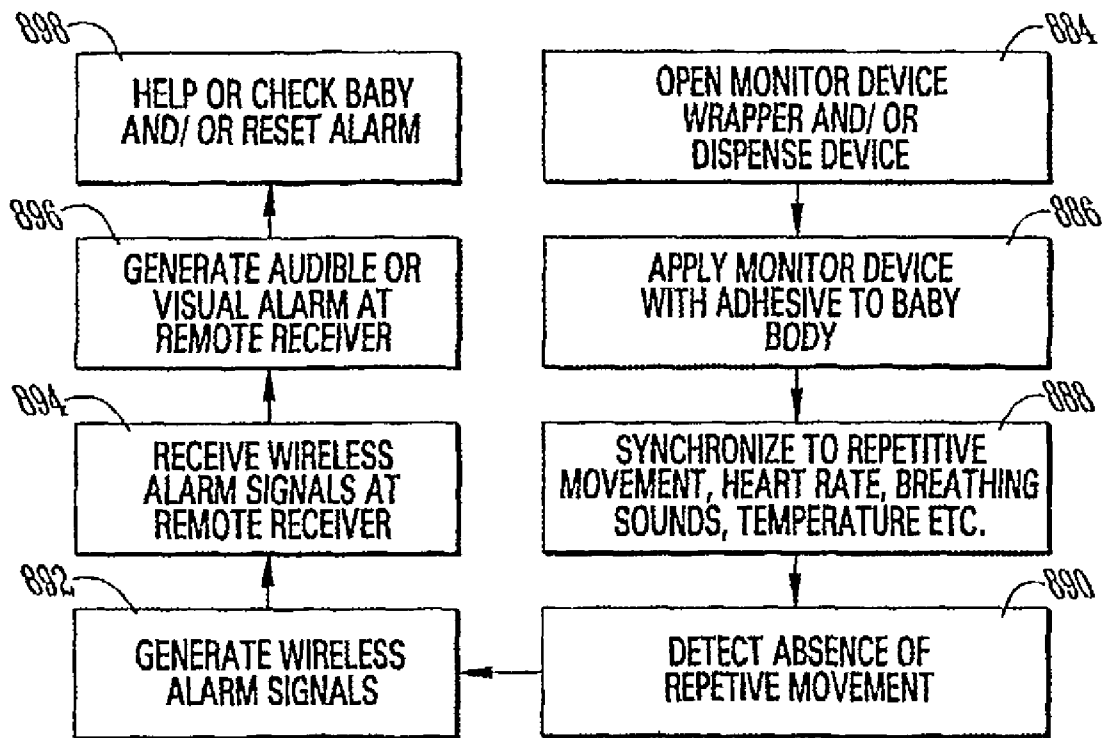 884
OPEN MONITOR DEVICE
WRAPPER AND/ OR
DISPENSE DEVICE
886
APPLY MONITOR DEVICE
WITH ADHESIVE TO BABY
BODY
888
SYNCHRONIZE TO REPETITIVE
MOVEMENT, HEART RATE, BREATHING
SOUNDS, TEMPERATURE ETC.
890
DETECT ABSENCE OF
REPETIVE MOVEMENT
892
GENERATE WIRELESS
ALARM SIGNALS
894
RECEIVE WIRELESS
ALARM SIGNALS AT
REMOTE RECEIVER
896
GENERATE AUDIBLE OR
VISUAL ALARM AT
REMOTE RECEIVER
898
HELP OR CHECK BABY
AND/ OR RESET ALARM